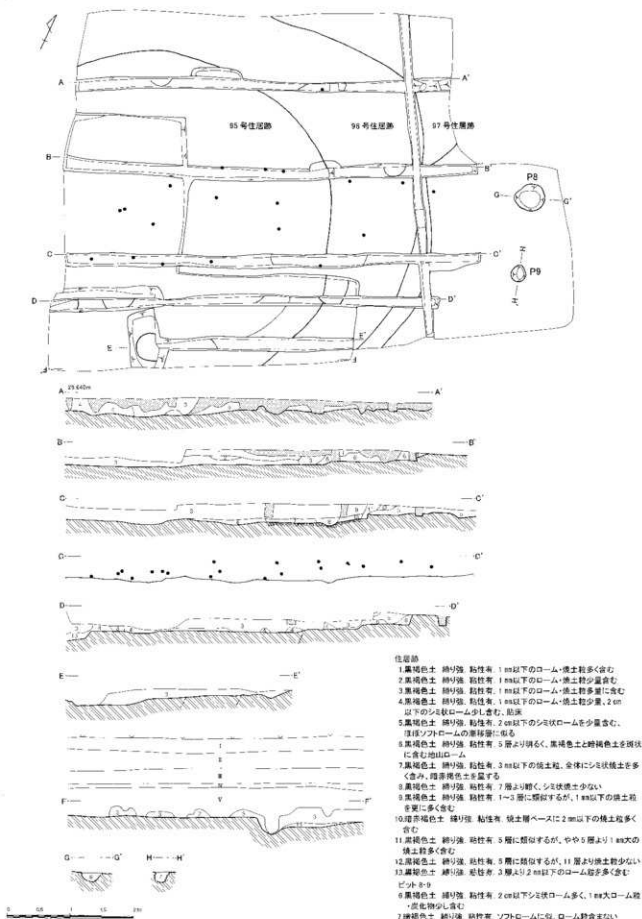 A
A'
95号住居跡
96号住居跡
97号住居跡
B
B'
P8
G
G'
H
P9
H'
C
C'
D
D'
E
E'
F
F'
A
25.640m
A'
B
B'
C
C'
C
C'
D
D'
E
E'
I
II
III
IV
V
F
F'
G
G'
H
H'
0
2m
住居跡
1.黒褐色土 締り強 粘性有 1mm以下のローム・焼土粒多く含む
2.黒褐色土 締り強 粘性有 1mm以下のローム・焼土粒少量含む
3.黒褐色土 締り強 粘性有 1mm以下のローム・焼土粒多量に含む
4.黒褐色土 締り強 粘性有 1mm以下のローム・焼土粒少量、2cm
以下のシミ状ローム少し含む、貼床
5.黒褐色土 締り強 粘性有 2cm以下のシミ状ロームを少量含む、
ほぼソフトロームの漸移層に似る
6.黒褐色土 締り強 粘性有 5層より明るく、黒褐色土と暗褐色土を斑状
に含む地山ローム
7.黒褐色土 締り強 粘性有 3mm以下の焼土粒、全体にシミ状焼土を多
く含み、暗赤褐色土を呈する
8.黒褐色土 締り強 粘性有 7層より暗く、シミ状焼土少ない
9.黒褐色土 締り強 粘性有 1~3層に類似するが、1mm以下の焼土粒
を更に多く含む
10.暗赤褐色土 締り強 粘性有 焼土層ベースに2mm以下の焼土粒多く
含む
11.黒褐色土 締り強 粘性有 5層に類似するが、やや5層より1mm大の
焼土粒多く含む
12.黒褐色土 締り強 粘性有 5層に類似するが、11層より焼土粒少ない
13.黒褐色土 締り強 粘性有 3層より2mm以下のローム粒を多く含む
ピット8・9
6黒褐色土 締り強 粘性有 2cm以下シミ状ローム多く、1mm大ローム粒
・炭化物少し含む
7暗褐色土 締り強 粘性有 ソフトロームに似、ローム粒含まない